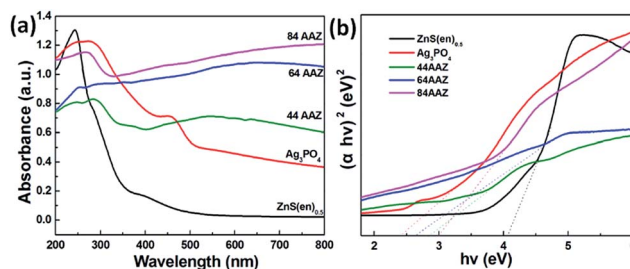 (a)
1.4
1.2
1.0
0.8
0.6
0.4
0.2
0.0
Absorbance (a.u.)
84 AAZ
64 AAZ
44 AAZ
Ag₃PO₄
ZnS(en)₀.₅
200 300 400 500 600 700 800
Wavelength (nm)
(b)
ZnS(en)₀.₅
Ag₃PO₄
44AAZ
64AAZ
84AAZ
(α hν)² (eV)²
2 3 4 5
hν (eV)